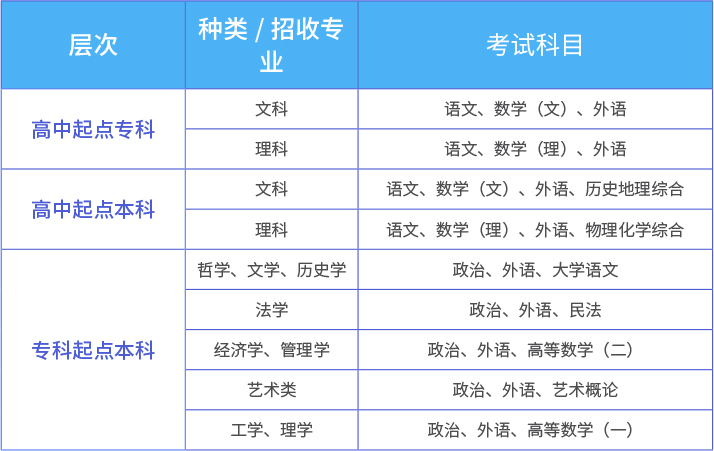 层次
种类 / 招收专
业
考试科目
高中起点专科
文科
语文、数学（文）、外语
理科
语文、数学（理）、外语
高中起点本科
文科
语文、数学（文）、外语、历史地理综合
理科
语文、数学（理）、外语、物理化学综合
专科起点本科
哲学、文学、历史学
政治、外语、大学语文
法学
政治、外语、民法
经济学、管理学
政治、外语、高等数学（二）
艺术类
政治、外语、艺术概论
工学、理学
政治、外语、高等数学（一）